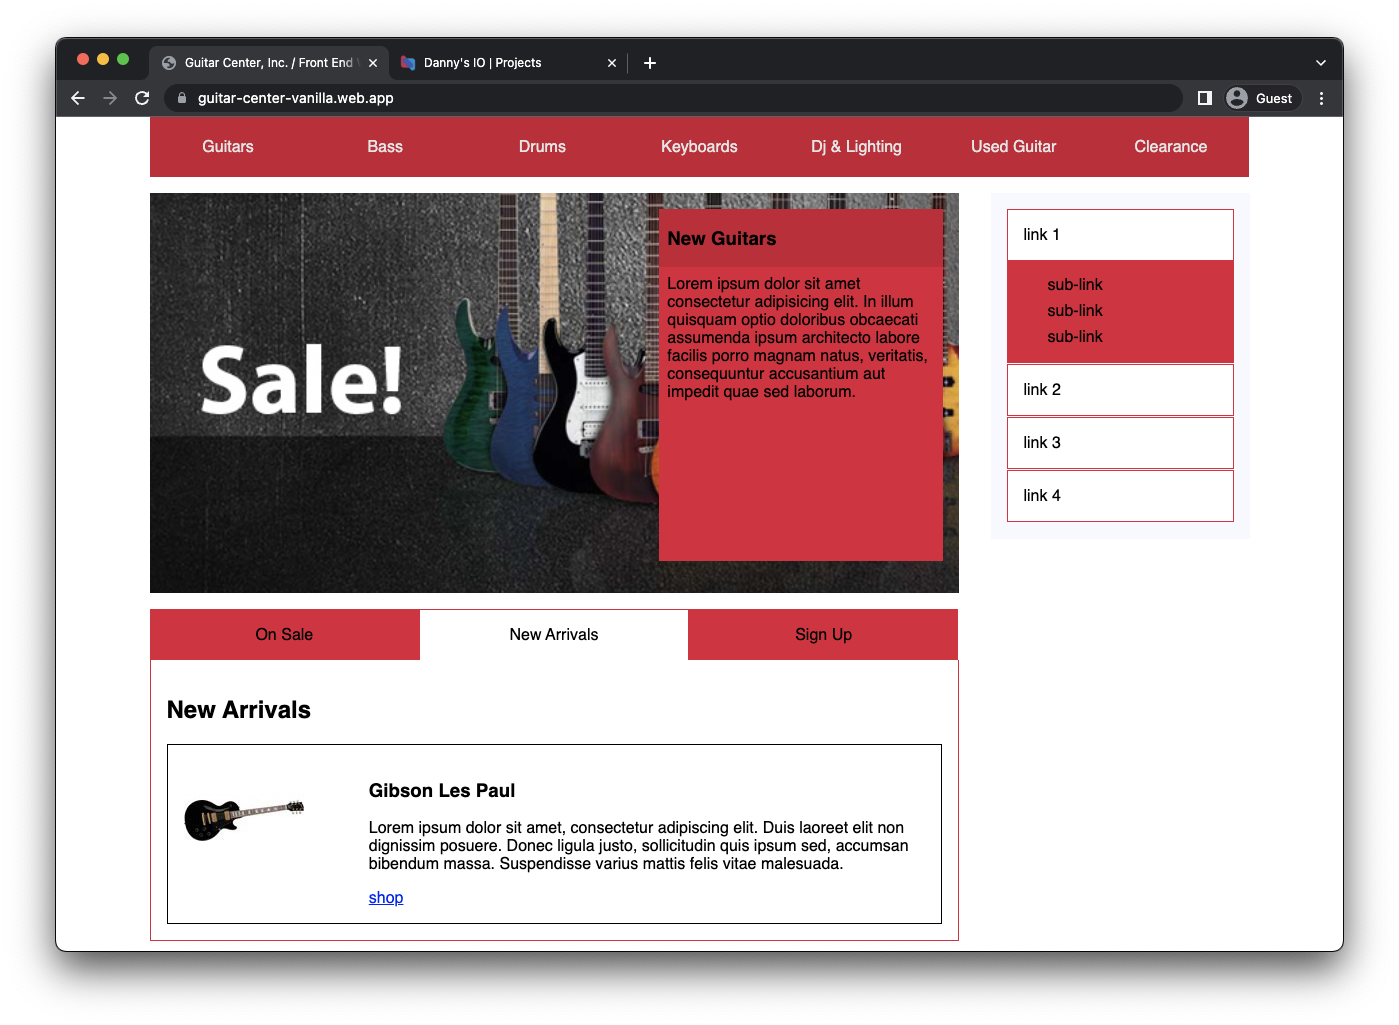 Guitar Center, Inc. / Front End
Danny's IO | Projects
guitar-center-vanilla.web.app
Guest
Guitars
Bass
Drums
Keyboards
Dj & Lighting
Used Guitar
Clearance
Sale!
New Guitars
Lorem ipsum dolor sit amet
consectetur adipisicing elit. In illum
quisquam optio doloribus obcaecati
assumenda ipsum architecto labore
facilis porro magnam natus, veritatis,
consequuntur accusantium aut
impedit quae sed laborum.
link 1
sub-link
sub-link
sub-link
link 2
link 3
link 4
On Sale
New Arrivals
Sign Up
New Arrivals
Gibson Les Paul
Lorem ipsum dolor sit amet, consectetur adipiscing elit. Duis laoreet elit non
dignissim posuere. Donec ligula justo, sollicitudin quis ipsum sed, accumsan
bibendum massa. Suspendisse varius mattis felis vitae malesuada.
shop